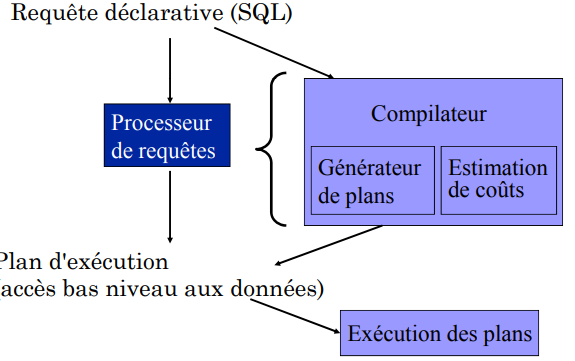 Requête déclarative (SQL)
Processeur
de requêtes
Compilateur
Générateur
de plans
Estimation
de coûts
Plan d'exécution
(accès bas niveau aux données)
Exécution des plans